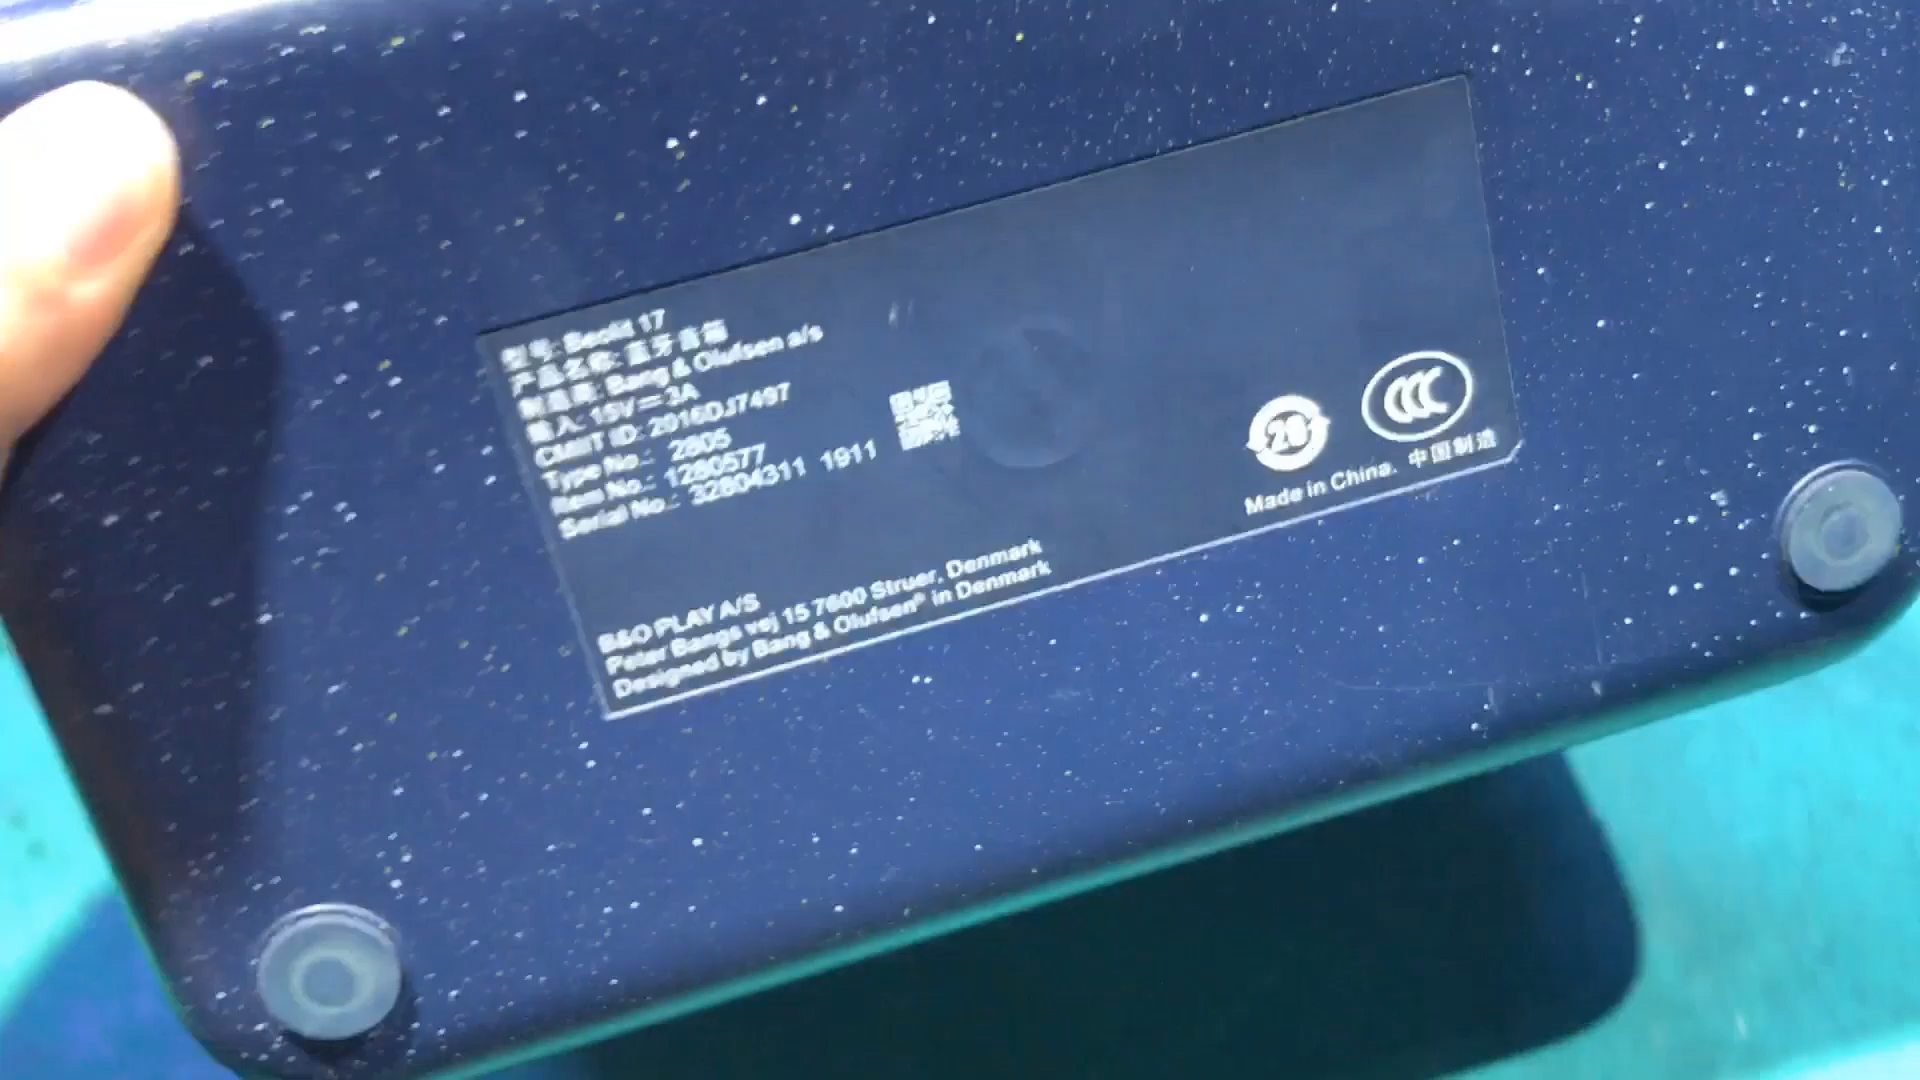 型号: Beolit 17
产品名称: 蓝牙音箱
制造商: Bang & Olufsen a/s
输入: 15V ⎓ 3A
CMIIT ID: 2016DJ7497
Type No.: 2805
Item No.: 1280577
Serial No.: 32804311 1911
20
CCC
Made in China. 中国制造
B&O PLAY A/S
Peter Bangs vej 15 7600 Struer, Denmark
Designed by Bang & Olufsen® in Denmark